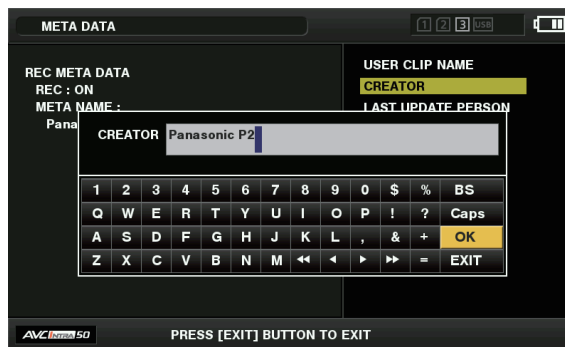 META DATA
1 2 3 USB
REC META DATA
REC : ON
META NAME :
Pana
USER CLIP NAME
CREATOR
LAST UPDATE PERSON
CREATOR Panasonic P2
1 2 3 4 5 6 7 8 9 0 $ % BS
Q W E R T Y U I O P ! ? Caps
A S D F G H J K L , & + OK
Z X C V B N M ◀◀ ◀ ▶ ▶▶ = EXIT
AVC INTRA 50
PRESS [EXIT] BUTTON TO EXIT